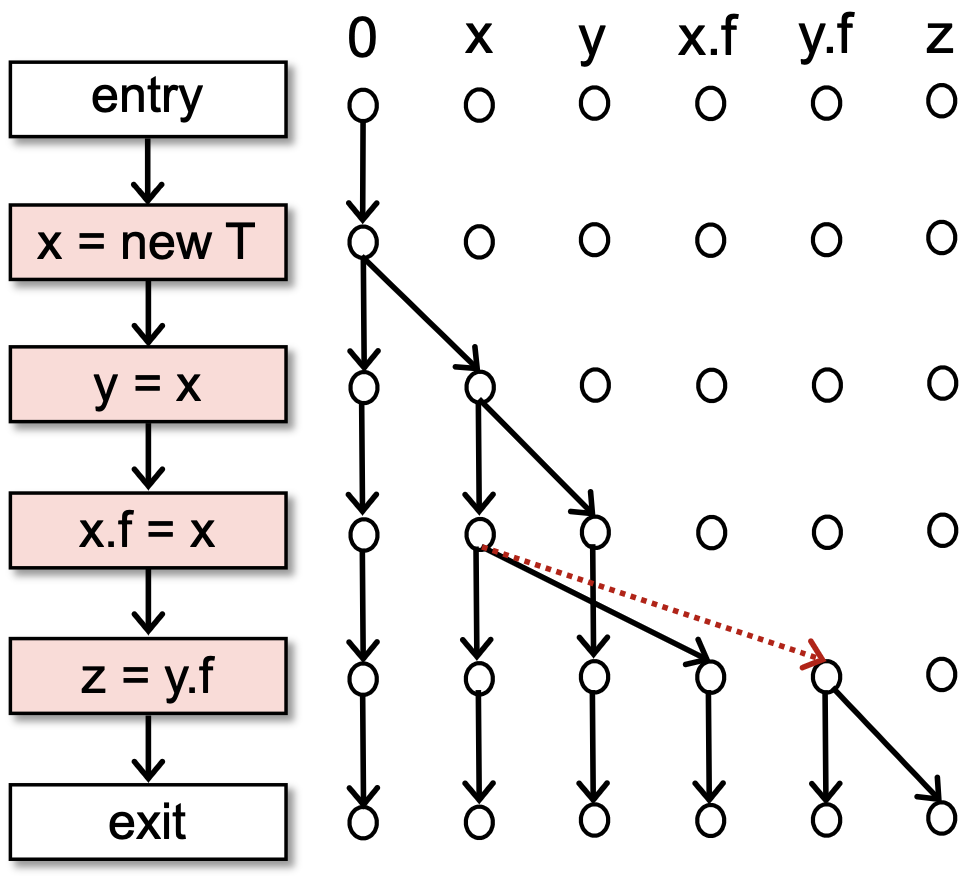 0 x y x.f y.f z
entry
x = new T
y = x
x.f = x
z = y.f
exit